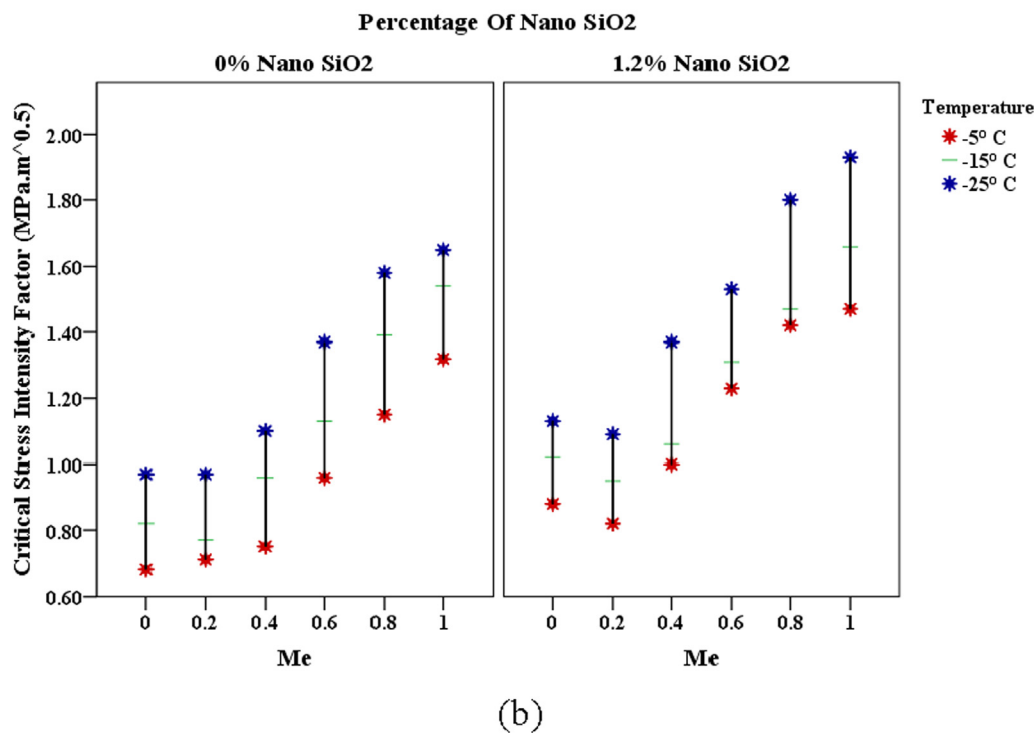 Percentage Of Nano SiO2
0% Nano SiO2
1.2% Nano SiO2
Critical Stress Intensity Factor (MPa.m^0.5)
2.00
1.80
1.60
1.40
1.20
1.00
0.80
0.60
0 0.2 0.4 0.6 0.8 1
0 0.2 0.4 0.6 0.8 1
Me
Me
Temperature
-5° C
-15° C
-25° C
(b)